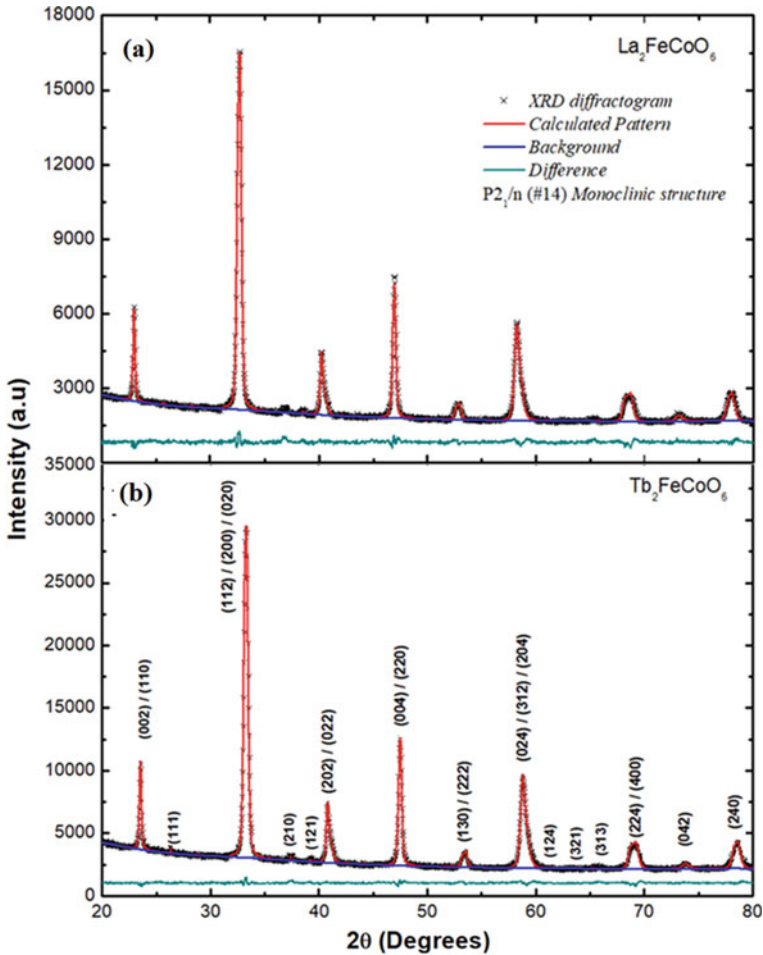 18000
15000
12000
9000
6000
3000
(a)
La₂FeCoO₆
XRD diffractogram
Calculated Pattern
Background
Difference
P2₁/n (#14) Monoclinic structure
Intensity (a.u)
35000
30000
25000
20000
15000
10000
5000
0
(b)
Tb₂FeCoO₆
(002) / (110)
(111)
(112) / (200) / (020)
(210)
(121)
(202) / (022)
(004) / (220)
(130) / (222)
(024) / (312) / (204)
(124)
(321)
(313)
(224) / (400)
(042)
(240)
20 30 40 50 60 70 80
2θ (Degrees)